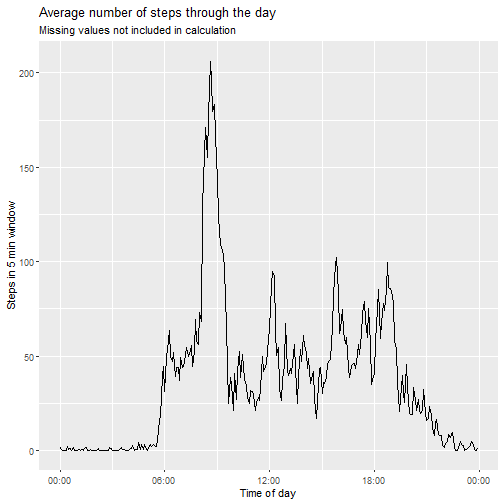 Average number of steps through the day
Missing values not included in calculation
200
150
100
50
0
Steps in 5 min window
00:00 06:00 12:00 18:00 00:00
Time of day